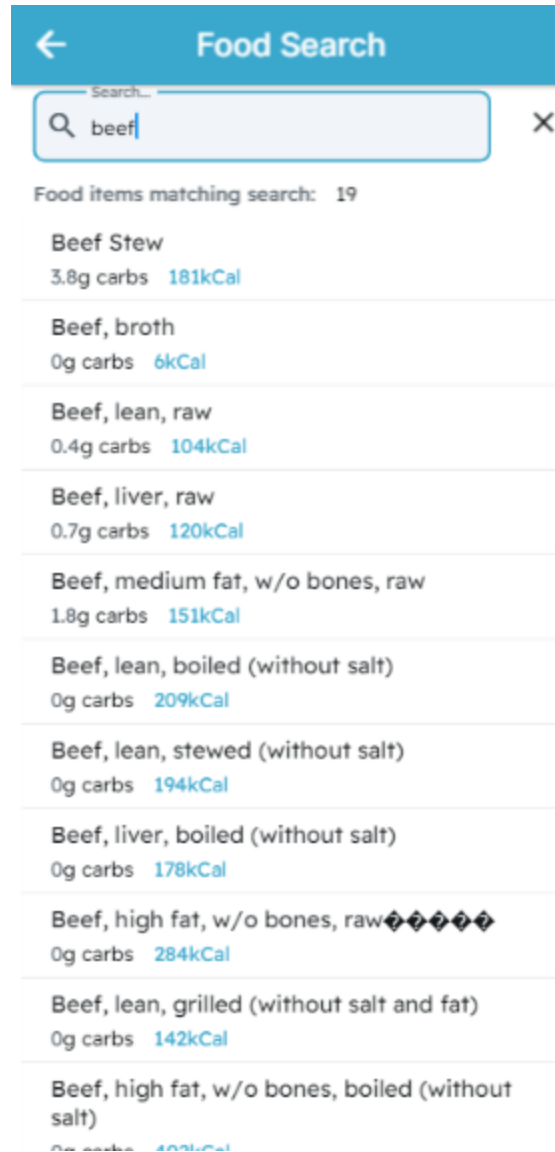 Food Search
Search...
beef
Food items matching search: 19
Beef Stew
3.8g carbs 181kCal
Beef, broth
0g carbs 6kCal
Beef, lean, raw
0.4g carbs 104kCal
Beef, liver, raw
0.7g carbs 120kCal
Beef, medium fat, w/o bones, raw
1.8g carbs 151kCal
Beef, lean, boiled (without salt)
0g carbs 209kCal
Beef, lean, stewed (without salt)
0g carbs 194kCal
Beef, liver, boiled (without salt)
0g carbs 178kCal
Beef, high fat, w/o bones, raw�����
0g carbs 284kCal
Beef, lean, grilled (without salt and fat)
0g carbs 142kCal
Beef, high fat, w/o bones, boiled (without
salt)
0g carbs